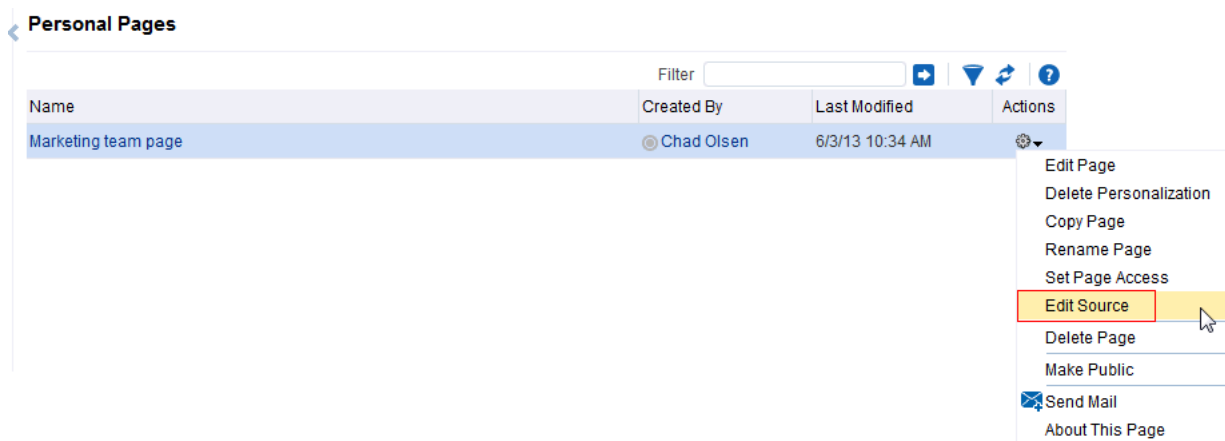 Personal Pages
Filter
Name Created By Last Modified Actions
Marketing team page Chad Olsen 6/3/13 10:34 AM
Edit Page
Delete Personalization
Copy Page
Rename Page
Set Page Access
Edit Source
Delete Page
Make Public
Send Mail
About This Page